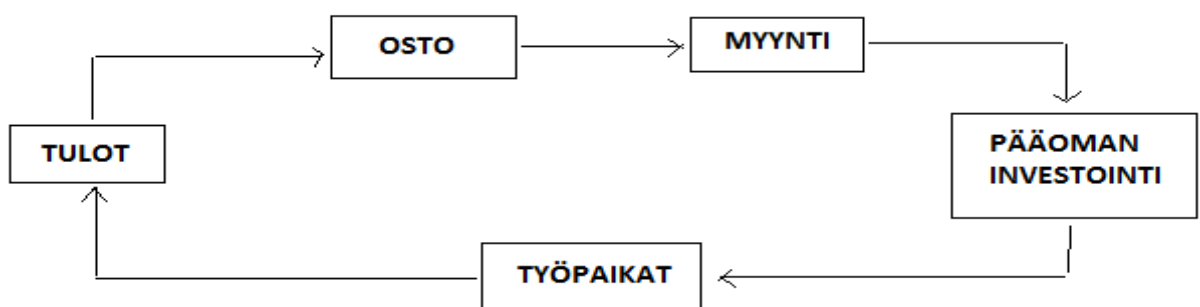 OSTO
MYYNTI
TULOT
PÄÄOMAN
INVESTOINTI
TYÖPAIKAT